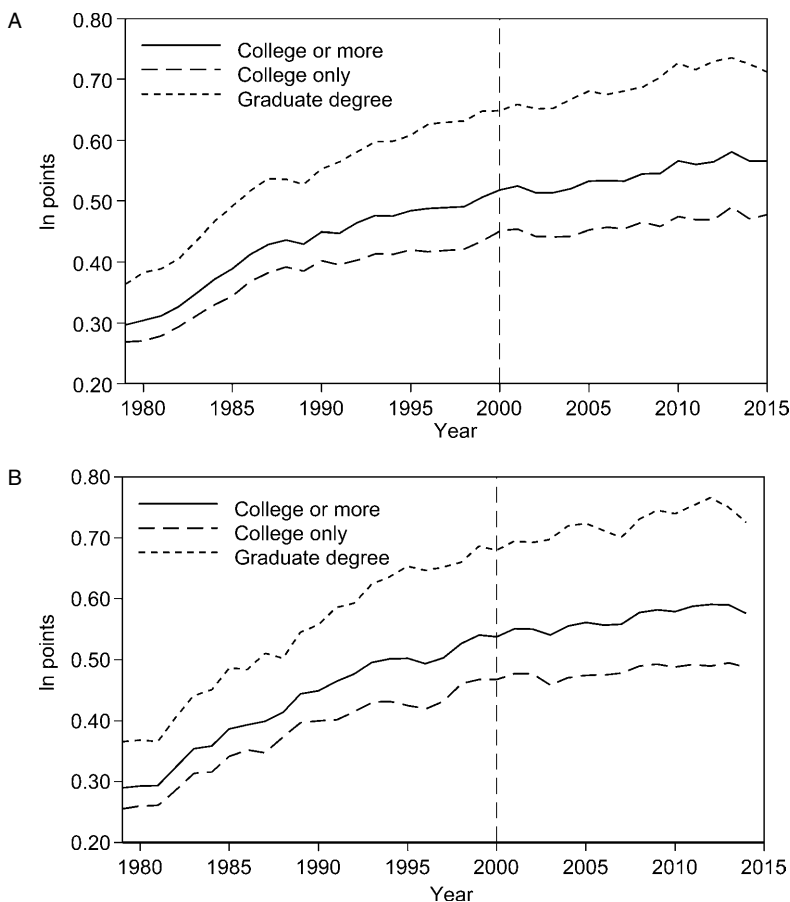 A
0.80
College or more
College only
Graduate degree
0.70
0.60
0.50
0.40
0.30
0.20
ln points
1980 1985 1990 1995 2000 2005 2010 2015
Year
B
0.80
College or more
College only
Graduate degree
0.70
0.60
0.50
0.40
0.30
0.20
ln points
1980 1985 1990 1995 2000 2005 2010 2015
Year